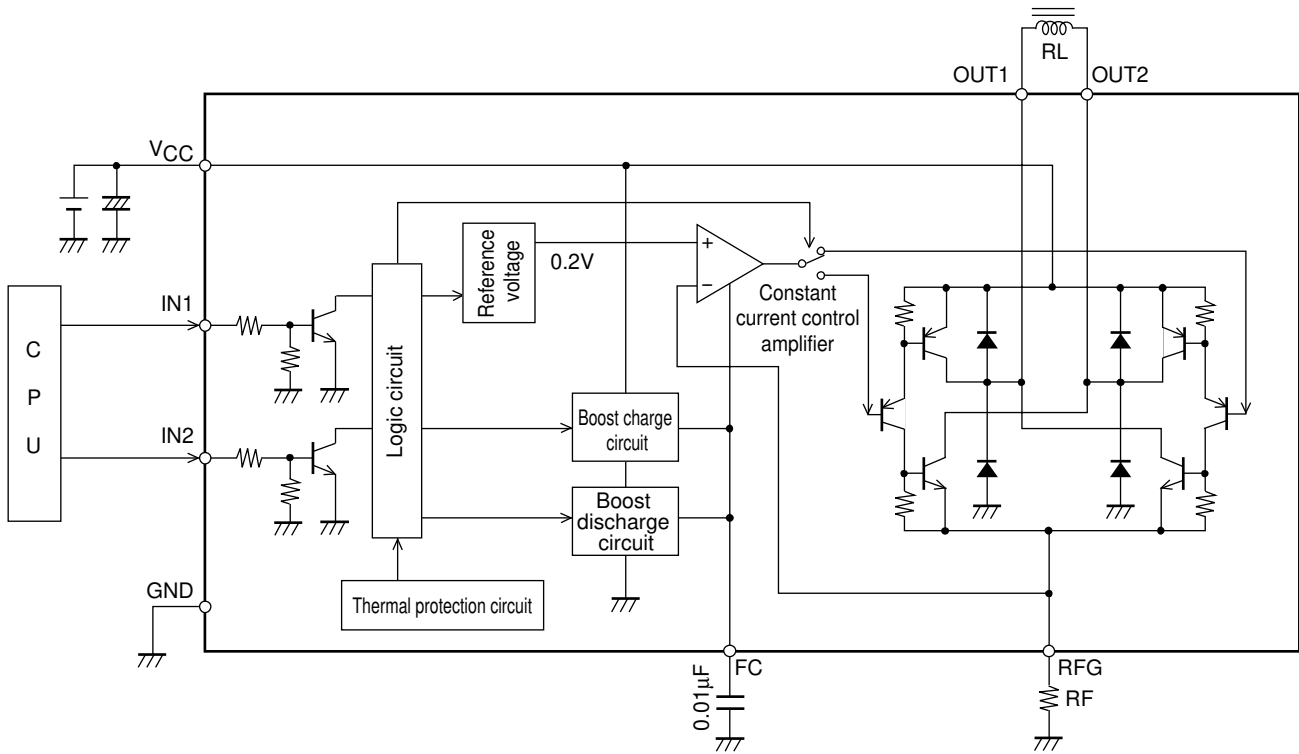 RL
OUT1
OUT2
VCC
Reference
voltage
0.2V
+
−
Constant
current control
amplifier
C
P
U
IN1
IN2
Logic circuit
Boost charge
circuit
Boost
discharge
circuit
Thermal protection circuit
GND
FC
0.01µF
RFG
RF